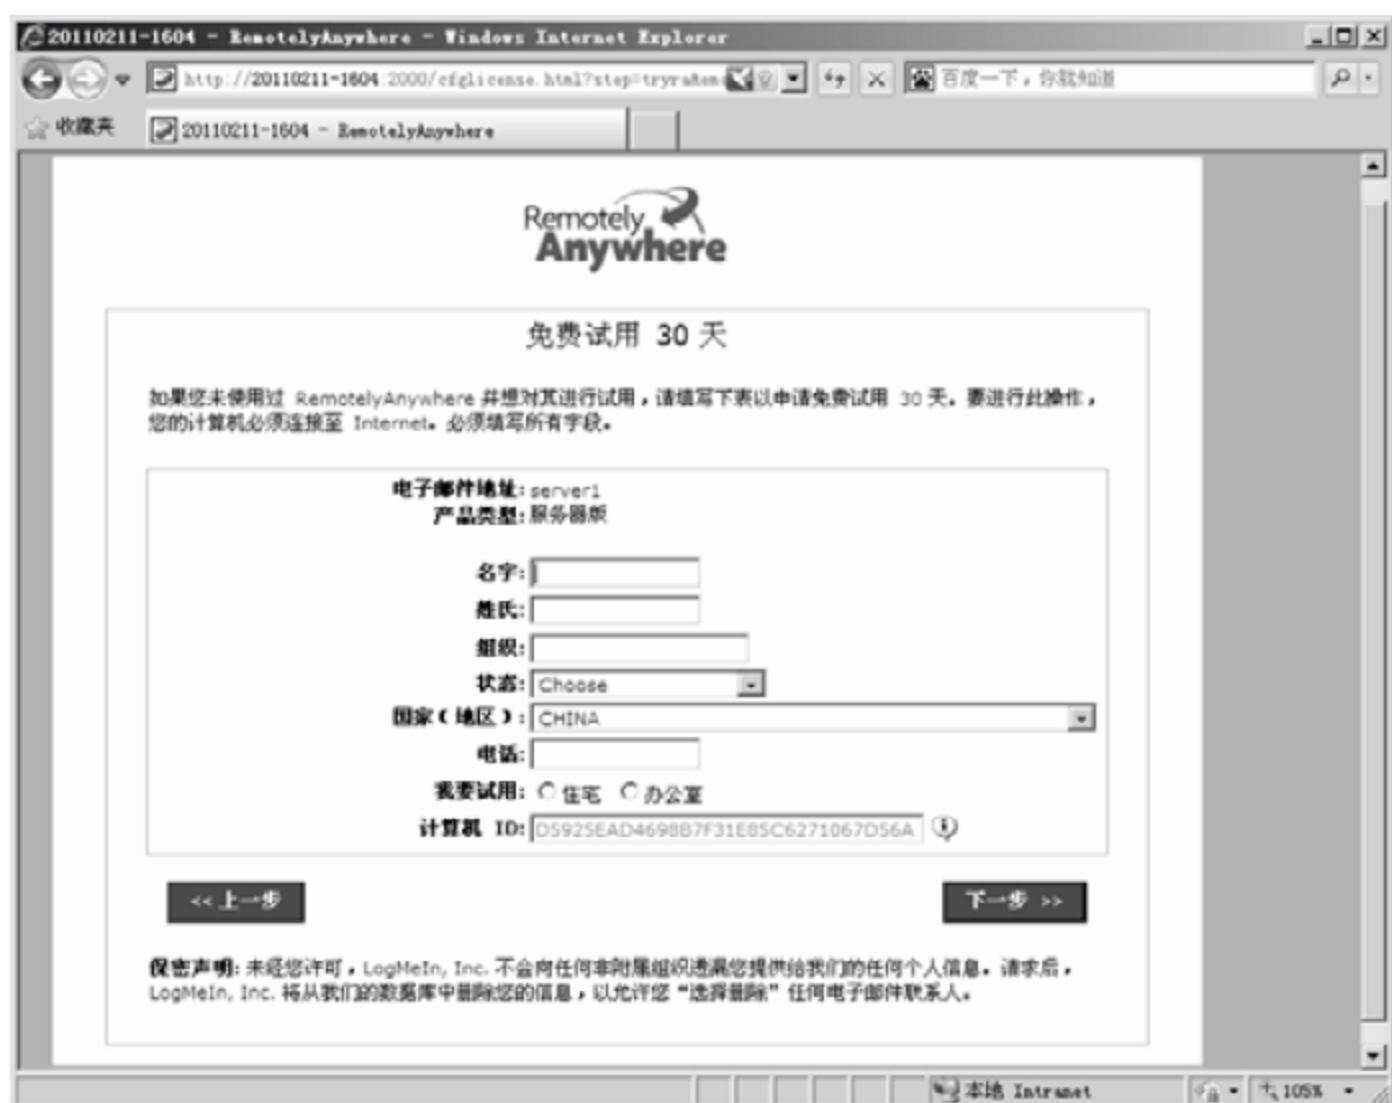 20110211-1604 - RemotelyAnywhere - Windows Internet Explorer
http://20110211-1604:2000/cfglicense.html?step=tryra&em
百度一下，你就知道
收藏夹
20110211-1604 - RemotelyAnywhere
Remotely
Anywhere
免费试用 30 天
如果您未使用过 RemotelyAnywhere 并想对其进行试用，请填写下表以申请免费试用 30 天。要进行此操作，
您的计算机必须连接至 Internet。必须填写所有字段。
电子邮件地址: server1
产品类型: 服务器版
名字:
姓氏:
组织:
状态: Choose
国家（地区）: CHINA
电话:
我要试用: 住宅 办公室
计算机 ID: D5925EAD4698B7F31E85C6271067D56A
<< 上一步
下一步 >>
保密声明: 未经您许可，LogMeIn, Inc. 不会向任何非附属组织透漏您提供给我们的任何个人信息。请求后，
LogMeIn, Inc. 将从我们的数据库中删除您的信息，以允许您“选择删除”任何电子邮件联系人。
本地 Intranet
105%